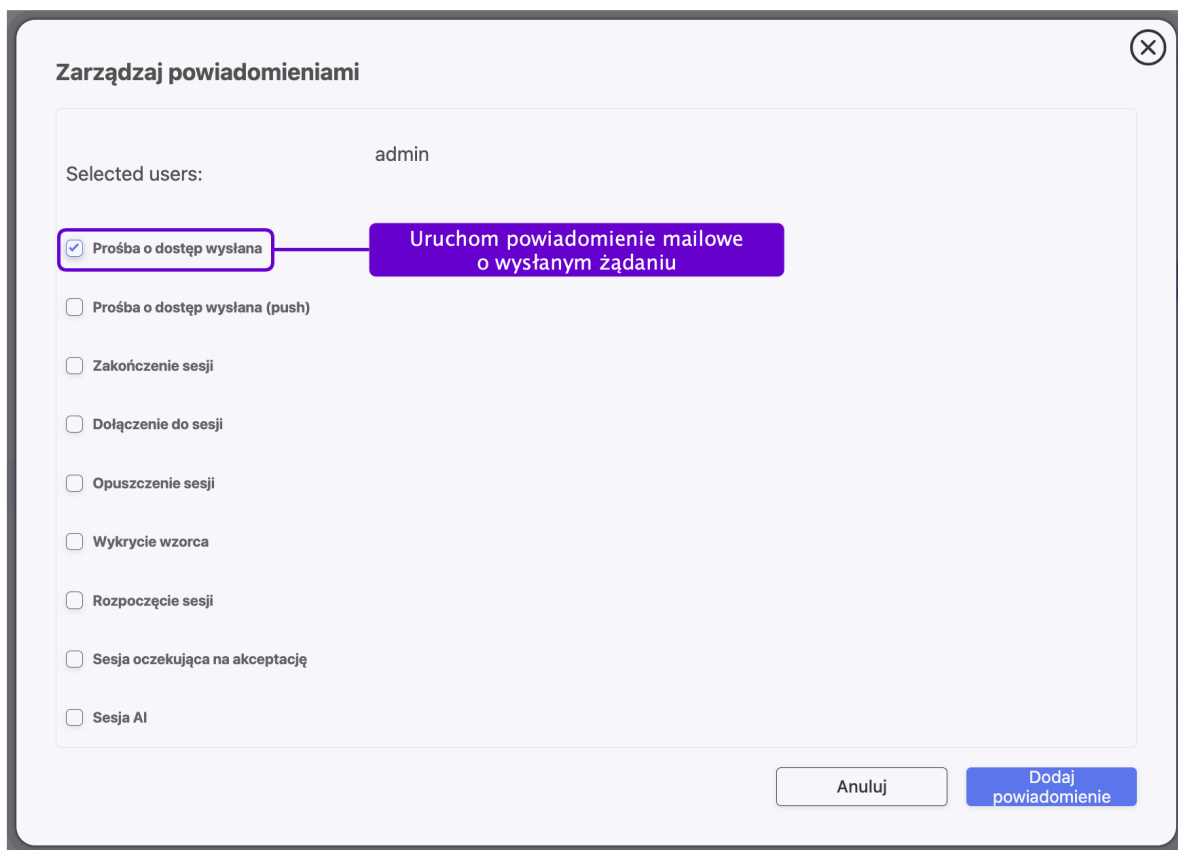 Zarządzaj powiadomieniami
admin
Selected users:
Prośba o dostęp wysłana
Uruchom powiadomienie mailowe
o wysłanym żądaniu
Prośba o dostęp wysłana (push)
Zakończenie sesji
Dołączenie do sesji
Opuszczenie sesji
Wykrycie wzorca
Rozpoczęcie sesji
Sesja oczekująca na akceptację
Sesja AI
Anuluj
Dodaj
powiadomienie